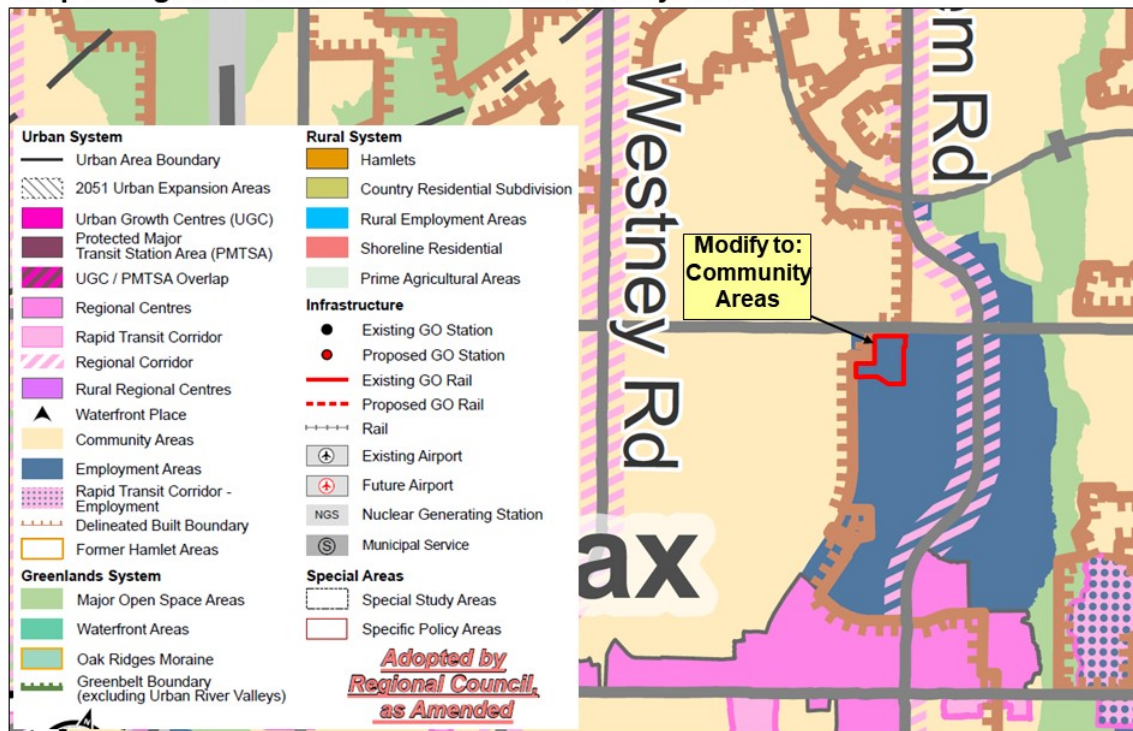 Urban System
Urban Area Boundary
2051 Urban Expansion Areas
Urban Growth Centres (UGC)
Protected Major
Transit Station Area (PMTSA)
UGC / PMTSA Overlap
Regional Centres
Rapid Transit Corridor
Regional Corridor
Rural Regional Centres
Waterfront Place
Community Areas
Employment Areas
Rapid Transit Corridor -
Employment
Delineated Built Boundary
Former Hamlet Areas
Greenlands System
Major Open Space Areas
Waterfront Areas
Oak Ridges Moraine
Greenbelt Boundary
(excluding Urban River Valleys)
N
Rural System
Hamlets
Country Residential Subdivision
Rural Employment Areas
Shoreline Residential
Prime Agricultural Areas
Infrastructure
Existing GO Station
Proposed GO Station
Existing GO Rail
Proposed GO Rail
Rail
Existing Airport
Future Airport
NGS Nuclear Generating Station
S Municipal Service
Special Areas
Special Study Areas
Specific Policy Areas
Adopted by
Regional Council,
as Amended
Westney Rd
em Rd
Modify to:
Community
Areas
ax